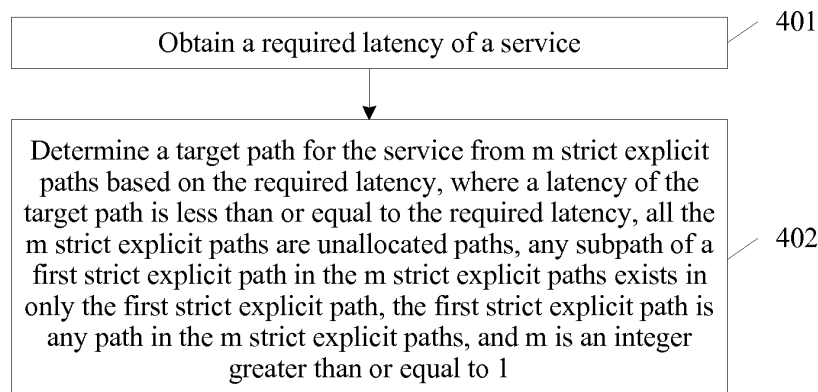 401
Obtain a required latency of a service
Determine a target path for the service from m strict explicit
paths based on the required latency, where a latency of the
target path is less than or equal to the required latency, all the
m strict explicit paths are unallocated paths, any subpath of a
first strict explicit path in the m strict explicit paths exists in
only the first strict explicit path, the first strict explicit path is
any path in the m strict explicit paths, and m is an integer
greater than or equal to 1
402